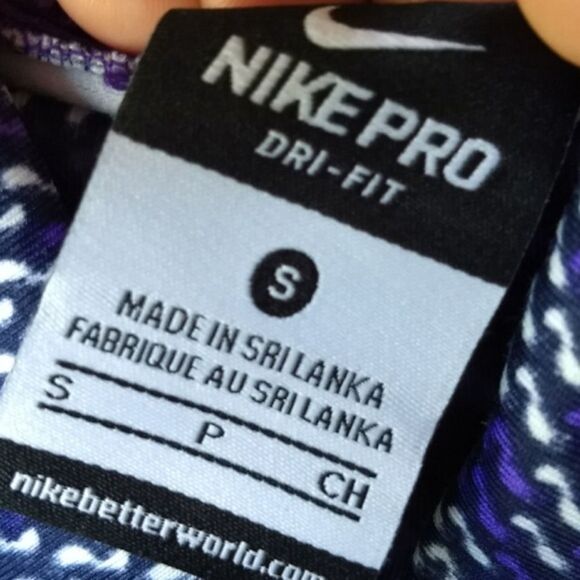 NIKE PRO
DRI-FIT
S
MADE IN SRI LANKA
FABRIQUE AU SRI LANKA
S P CH
nikebetterworld.com